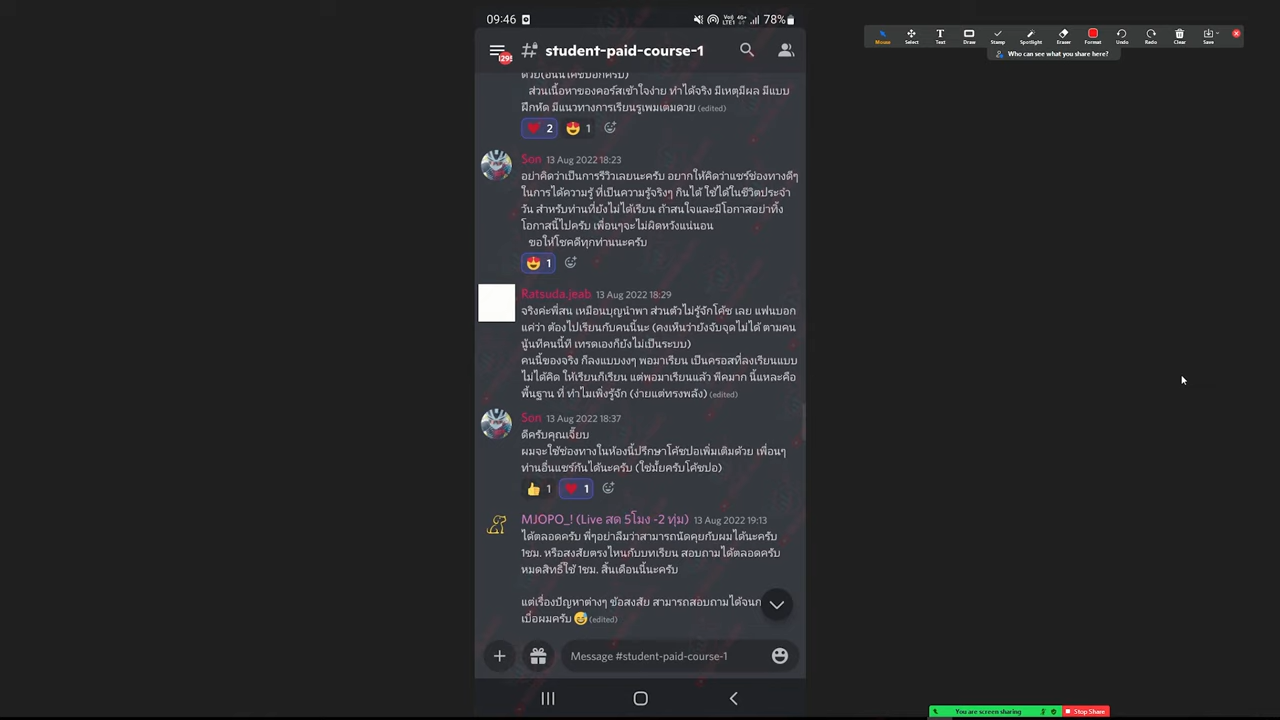 09:46
VoLTE1 4G+ 78%
Mouse Select Text Draw Stamp Spotlight Eraser Format Undo Redo Clear Save
Who can see what you share here?
129
# student-paid-course-1
ส่วนเนื้อหาของคอร์สเข้าใจง่าย ทำได้จริง มีเหตุมีผล มีแบบ
ฝึกหัด มีแนวทางการเรียนรู้เพิ่มเติมด้วย (edited)
2 1
Son 13 Aug 2022 18:23
อย่าคิดว่าเป็นการรีวิวเลยนะครับ อยากให้คิดว่าแชร์ช่องทางดีๆ
ในการได้ความรู้ ที่เป็นความรู้จริงๆ กินได้ ใช้ได้ในชีวิตประจำ
วัน สำหรับท่านที่ยังไม่ได้เรียน ถ้าสนใจและมีโอกาสอย่าทิ้ง
โอกาสนี้ไปครับ เพื่อนๆจะไม่ผิดหวังแน่นอน
ขอให้โชคดีทุกท่านนะครับ
1
Ratsuda.jeab 13 Aug 2022 18:29
จริงค่ะพี่สน เหมือนบุญนำพา ส่วนตัวไม่รู้จักโค้ช เลย แฟนบอก
แค่ว่า ต้องไปเรียนกับคนนี้นะ (คงเห็นว่ายังจับจุดไม่ได้ ตามคน
นู้นทีคนนี้ที เทรดเองก็ยังไม่เป็นระบบ)
คนนี้ของจริง ก็ลงแบบงงๆ พอมาเรียน เป็นครอสที่ลงเรียนแบบ
ไม่ได้คิด ให้เรียนก็เรียน แต่พอมาเรียนแล้ว พีคมาก นี้แหละคือ
พื้นฐาน ที่ ทำไมเพิ่งรู้จัก (ง่ายแต่ทรงพลัง) (edited)
Son 13 Aug 2022 18:37
ดีครับคุณเจี๊ยบ
ผมจะใช้ช่องทางในห้องนี้ปรึกษาโค้ชปอเพิ่มเติมด้วย เพื่อนๆ
ท่านอื่นแชร์กันได้นะครับ (ใช่มั้ยครับโค้ชปอ)
1 1
MJOPO_! (Live สด 5โมง -2 ทุ่ม) 13 Aug 2022 19:13
ได้ตลอดครับ พี่ๆอย่าลืมว่าสามารถนัดคุยกับผมได้นะครับ
1ชม. หรือสงสัยตรงไหนกับบทเรียน สอบถามได้ตลอดครับ
หมดสิทธิ์ใช้ 1ชม. สิ้นเดือนนี้นะครับ
แต่เรื่องปัญหาต่างๆ ข้อสงสัย สามารถสอบถามได้จนก
เบื่อผมครับ (edited)
Message #student-paid-course-1
You are screen sharing Stop Share